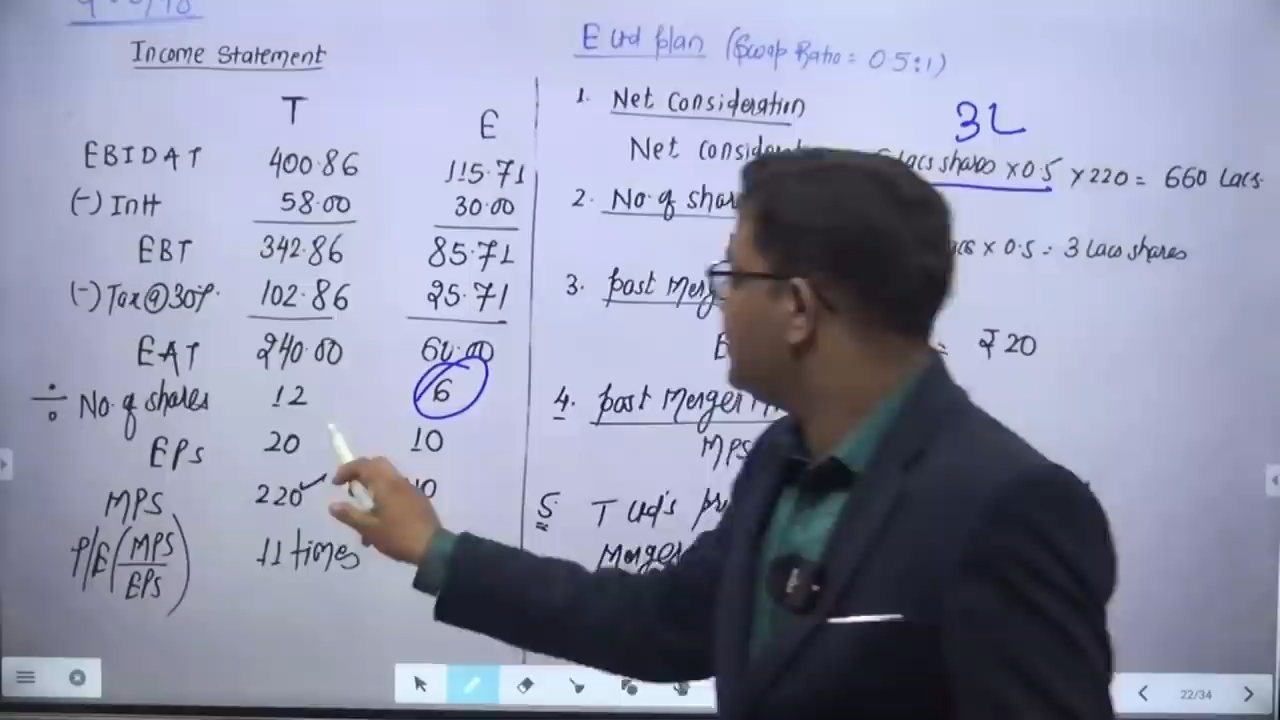 Income Statement
T E
EBIDAT 400.86 115.71
(-) Int 58.00 30.00
EBT 342.86 85.71
(-) Tax@30%. 102.86 25.71
EAT 240.00 60.00
÷ No. of shares 12 6
EPS 20 10
MPS 220
P/E (MPS/EPS) 11 times
E Ltd plan (Swap Ratio = 0.5:1)
1. Net Consideration
3L
Net lacs shares × 0.5 × 220 = 660 Lacs.
2. No. of
× 0.5 = 3 Lacs shares
3. Post
= ₹20
4. Post Merger
MPS
5. T Ltd's
Merger
22/34